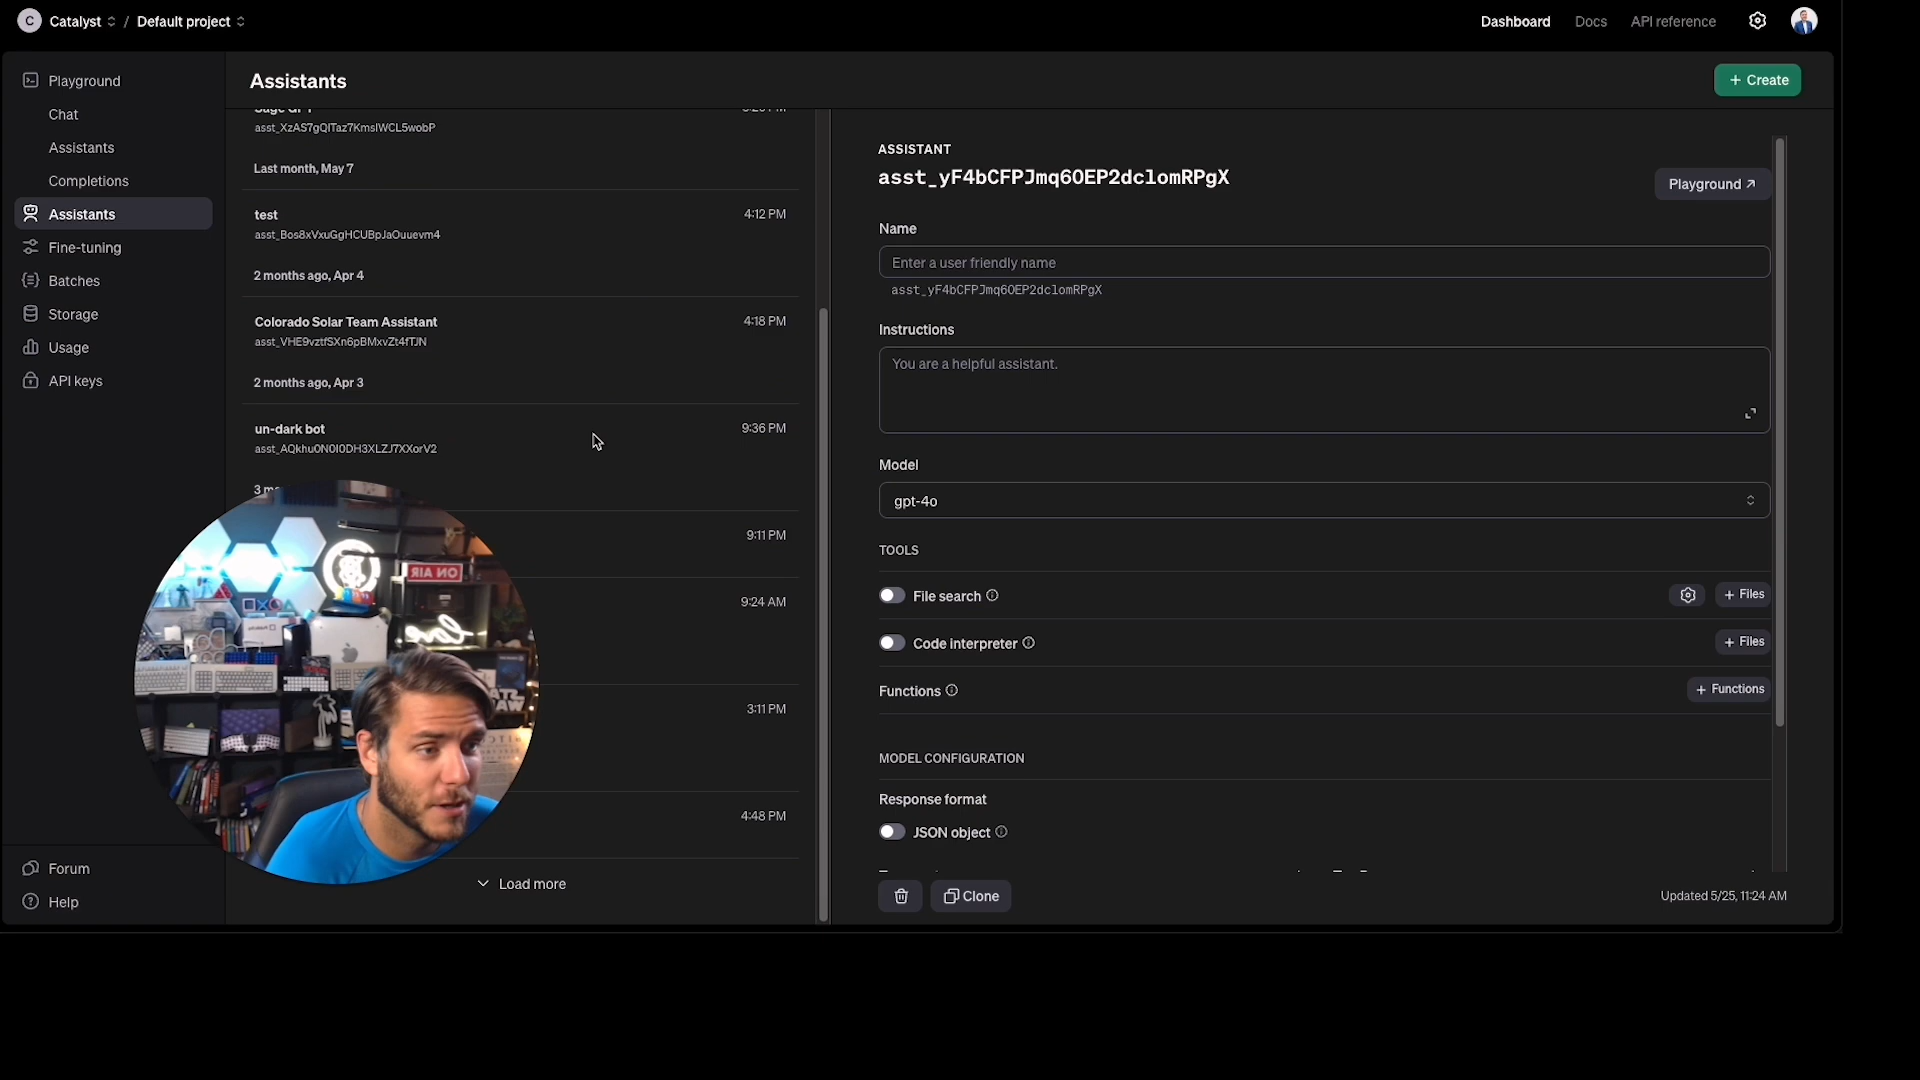 C Catalyst / Default project
Dashboard Docs API reference
Playground
Chat
Assistants
Completions
Assistants
Fine-tuning
Batches
Storage
Usage
API keys
Forum
Help
Assistants
+ Create
asst_XzAS7gQlTaz7KmslWCL5wobP
Last month, May 7
test 4:12 PM
asst_Bos8xVxuGgHCUBpJaOuuevm4
2 months ago, Apr 4
Colorado Solar Team Assistant 4:18 PM
asst_VHE9vztfSXn6pBMxvZt4fTJN
2 months ago, Apr 3
un-dark bot 9:36 PM
asst_AQkhu0N0I0DH3XLZJ7XXorV2
9:11 PM
9:24 AM
3:11 PM
4:48 PM
ON AIR
love
Load more
ASSISTANT
asst_yF4bCFPJmq6OEP2dclomRPgX
Playground
Name
Enter a user friendly name
asst_yF4bCFPJmq6OEP2dclomRPgX
Instructions
You are a helpful assistant.
Model
gpt-4o
TOOLS
File search + Files
Code interpreter + Files
Functions + Functions
MODEL CONFIGURATION
Response format
JSON object
Clone
Updated 5/25, 11:24 AM